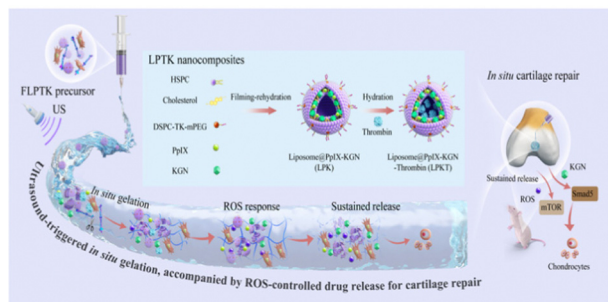 FLPTK precursor
US
LPTK nanocomposites
HSPC
Cholesterol
DSPC-TK-mPEG
PpIX
KGN
Filming-rehydration
Hydration
Thrombin
Liposome@PpIX-KGN
(LPK)
Liposome@PpIX-KGN
-Thrombin (LPKT)
In situ cartilage repair
Sustained release
KGN
ROS
mTOR
Smad5
Chondrocytes
In situ gelation
ROS response
Sustained release
Ultrasound-triggered in situ gelation, accompanied by ROS-controlled drug release for cartilage repair